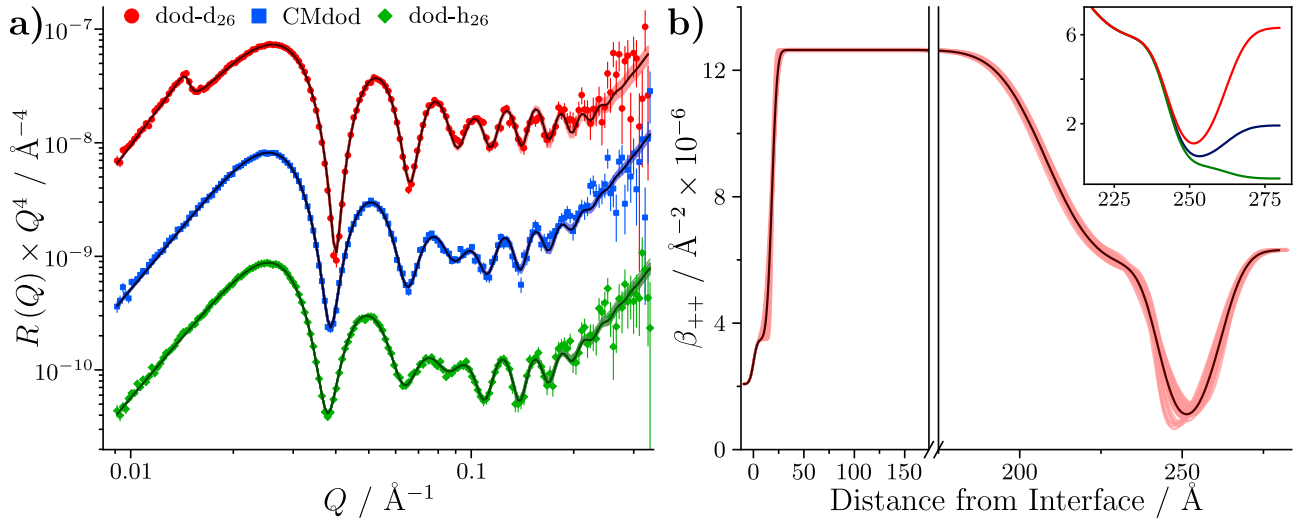 a)
dod-d₂₆ CMdod dod-h₂₆
10⁻⁷
10⁻⁸
10⁻⁹
10⁻¹⁰
R (Q) × Q⁴ / Å⁻⁴
0.01 0.1
Q / Å⁻¹
b)
12
8
4
0
β₊₊ / Å⁻² × 10⁻⁶
0 50 100 150 200 250
Distance from Interface / Å
6
4
2
225 250 275